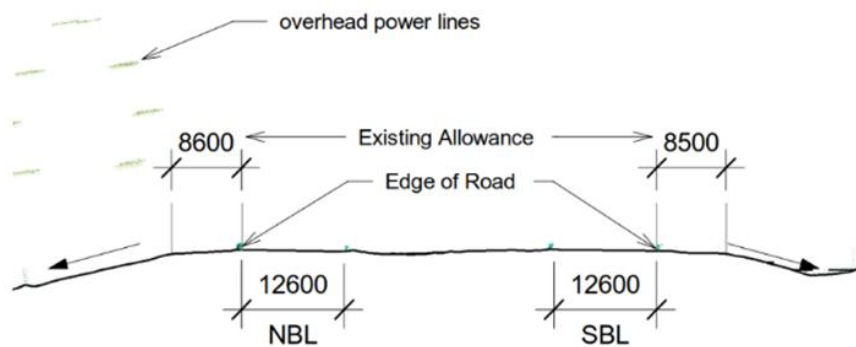 overhead power lines
8600
Existing Allowance
8500
Edge of Road
12600
12600
NBL
SBL